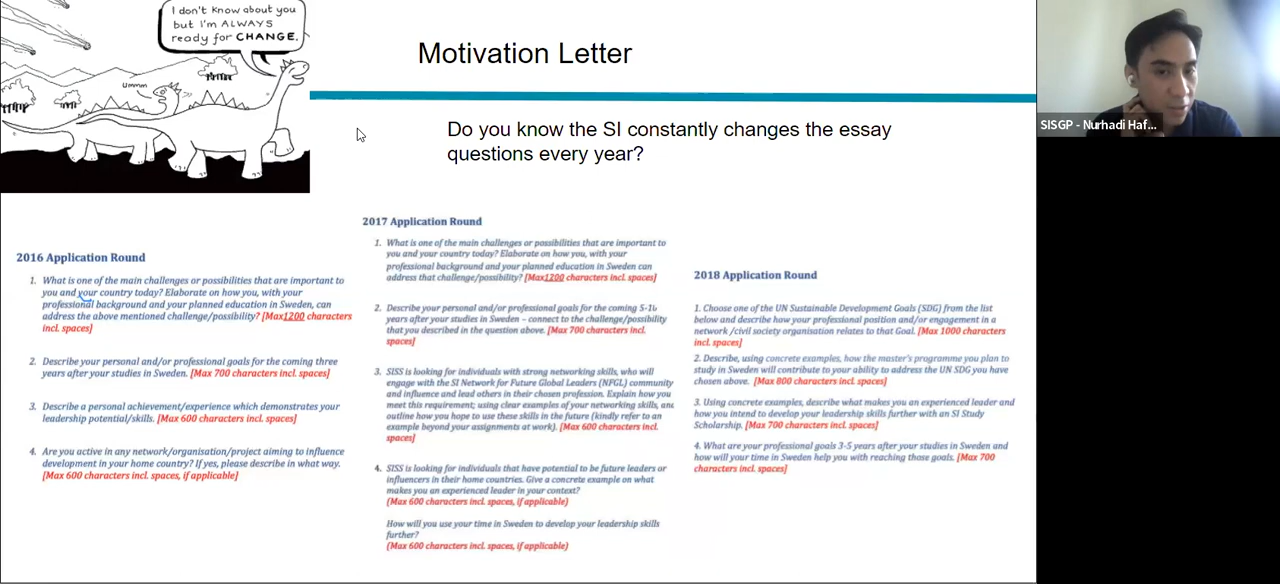 I don't know about you
but I'm ALWAYS
ready for CHANGE.
Ummm
Motivation Letter
Do you know the SI constantly changes the essay
questions every year?
SISGP - Nurhadi Haf...
2016 Application Round
1. What is one of the main challenges or possibilities that are important to
you and your country today? Elaborate on how you, with your
professional background and your planned education in Sweden, can
address the above mentioned challenge/possibility? [Max1200 characters
incl. spaces]
2. Describe your personal and/or professional goals for the coming three
years after your studies in Sweden. [Max 700 characters incl. spaces]
3. Describe a personal achievement/experience which demonstrates your
leadership potential/skills. [Max 600 characters incl. spaces]
4. Are you active in any network/organisation/project aiming to influence
development in your home country? If yes, please describe in what way.
[Max 600 characters incl. spaces, if applicable]
2017 Application Round
1. What is one of the main challenges or possibilities that are important to
you and your country today? Elaborate on how you, with your
professional background and your planned education in Sweden can
address that challenge/possibility? [Max1200 characters incl. spaces]
2. Describe your personal and/or professional goals for the coming
years after your studies in Sweden – connect to the challenge/possibility
that you described in the question above. [Max 700 characters incl.
spaces]
3. SISS is looking for individuals with strong networking skills, who will
engage with the SI Network for Future Global Leaders (NFGL) community
and influence and lead others in their chosen profession. Explain how you
meet this requirement; using clear examples of your networking skills, and
outline how you hope to use these skills in the future (kindly refer to an
example beyond your assignments at work). [Max 600 characters incl.
spaces]
4. SISS is looking for individuals that have potential to be future leaders or
influencers in their home countries. Give a concrete example on what
makes you an experienced leader in your context?
(Max 600 characters incl. spaces, if applicable)
How will you use your time in Sweden to develop your leadership skills
further?
(Max 600 characters incl. spaces, if applicable)
2018 Application Round
1. Choose one of the UN Sustainable Development Goals (SDG) from the list
below and describe how your professional position and/or engagement in a
network /civil society organisation relates to that Goal. [Max 1000 characters
incl. spaces]
2. Describe, using concrete examples, how the master's programme you plan to
study in Sweden will contribute to your ability to address the UN SDG you have
chosen above. [Max 800 characters incl. spaces]
3. Using concrete examples, describe what makes you an experienced leader and
how you intend to develop your leadership skills further with an SI Study
Scholarship. [Max 700 characters incl. spaces]
4. What are your professional goals 3-5 years after your studies in Sweden and
how will your time in Sweden help you with reaching those goals. [Max 700
characters incl. spaces]